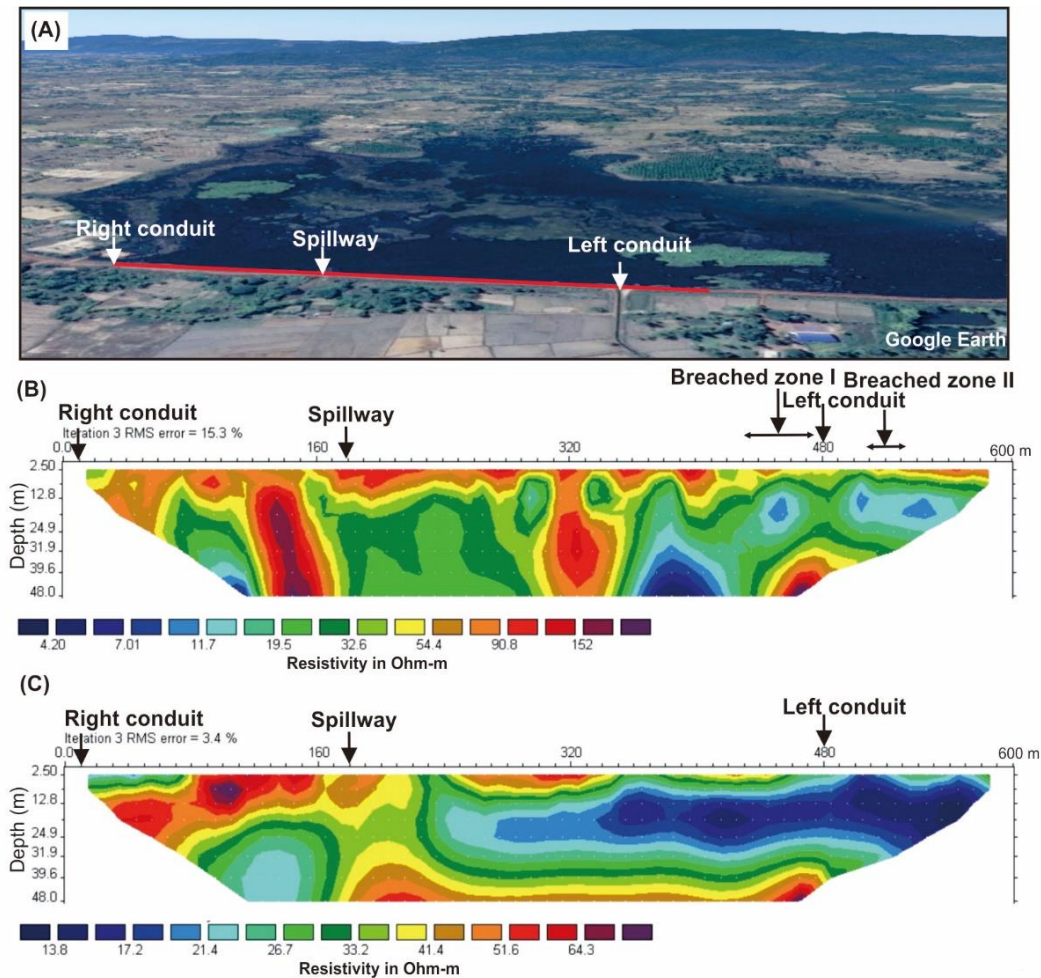 (A)
Right conduit
Spillway
Left conduit
Google Earth
(B)
Breached zone I
Breached zone II
Left conduit
Right conduit
Spillway
Iteration 3 RMS error = 15.3 %
0.0 160 320 480 600 m
2.50
12.8
24.9
31.9
39.6
48.0
Depth (m)
4.20 7.01 11.7 19.5 32.6 54.4 90.8 152
Resistivity in Ohm-m
(C)
Right conduit
Spillway
Left conduit
Iteration 3 RMS error = 3.4 %
0.0 160 320 480 600 m
2.50
12.8
24.9
31.9
39.6
48.0
Depth (m)
13.8 17.2 21.4 26.7 33.2 41.4 51.6 64.3
Resistivity in Ohm-m